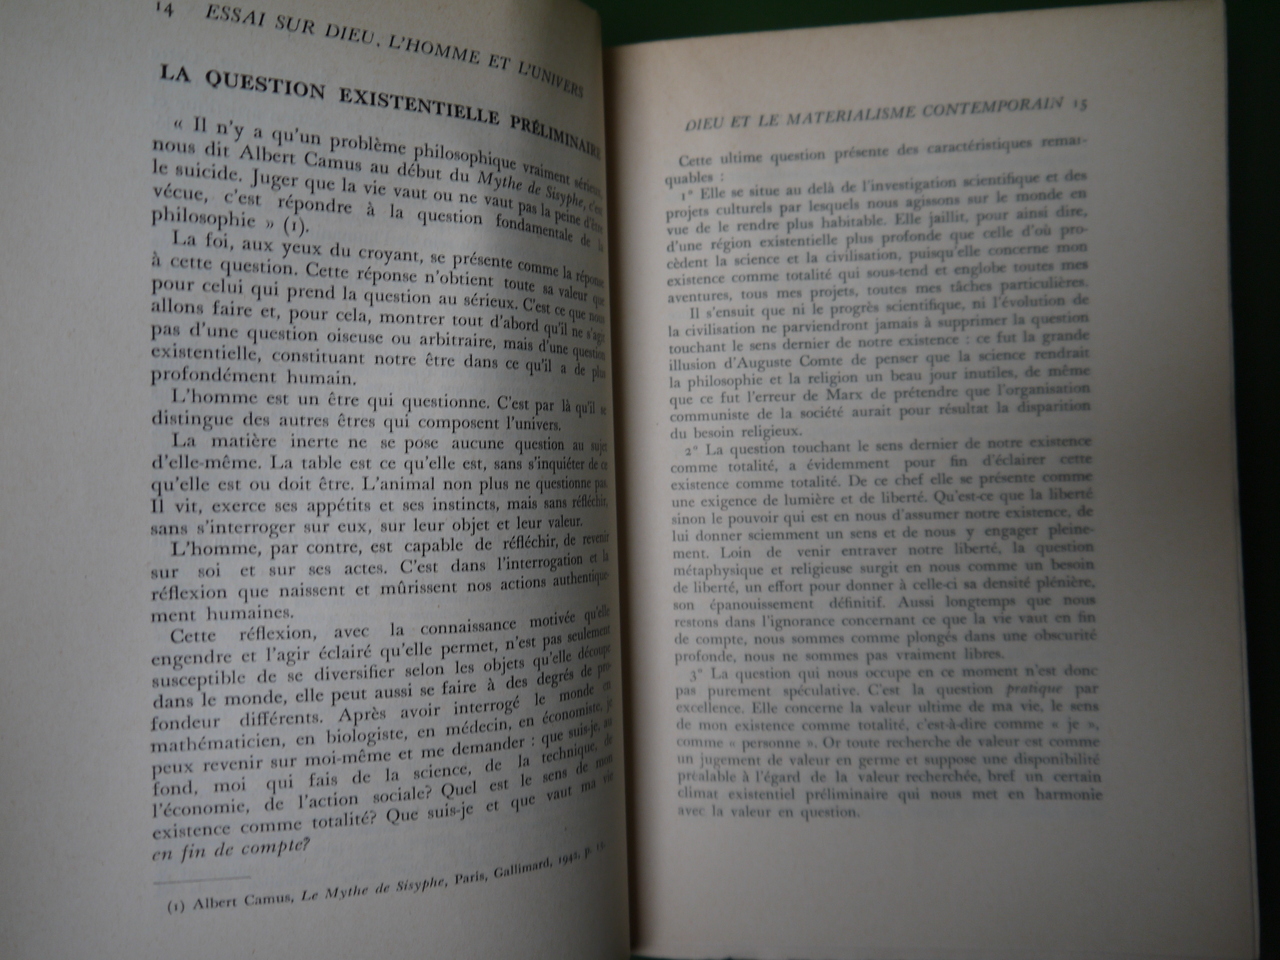 14 ESSAI SUR DIEU, L'HOMME ET L'UNIVERS
LA QUESTION EXISTENTIELLE PRÉLIMINAIRE
« Il n'y a qu'un problème philosophique vraiment sérieux,
nous dit Albert Camus au début du Mythe de Sisyphe, c'est
le suicide. Juger que la vie vaut ou ne vaut pas la peine d'être
vécue, c'est répondre à la question fondamentale de la
philosophie » (1).
La foi, aux yeux du croyant, se présente comme la réponse
à cette question. Cette réponse n'obtient toute sa valeur que
pour celui qui prend la question au sérieux. C'est ce que nous
allons faire et, pour cela, montrer tout d'abord qu'il ne s'agit
pas d'une question oiseuse ou arbitraire, mais d'une question
existentielle, constituant notre être dans ce qu'il a de plus
profondément humain.
L'homme est un être qui questionne. C'est par là qu'il se
distingue des autres êtres qui composent l'univers.
La matière inerte ne se pose aucune question au sujet
d'elle-même. La table est ce qu'elle est, sans s'inquiéter de ce
qu'elle est ou doit être. L'animal non plus ne questionne pas.
Il vit, exerce ses appétits et ses instincts, mais sans réfléchir,
sans s'interroger sur eux, sur leur objet et leur valeur.
L'homme, par contre, est capable de réfléchir, de revenir
sur soi et sur ses actes. C'est dans l'interrogation et la
réflexion que naissent et mûrissent nos actions authentique-
ment humaines.
Cette réflexion, avec la connaissance motivée qu'elle
engendre et l'agir éclairé qu'elle permet, n'est pas seulement
susceptible de se diversifier selon les objets qu'elle découpe
dans le monde, elle peut aussi se faire à des degrés de pro-
fondeur différents. Après avoir interrogé le monde en
mathématicien, en biologiste, en médecin, en économiste, je
peux revenir sur moi-même et me demander : que suis-je, au
fond, moi qui fais de la science, de la technique, de
l'économie, de l'action sociale? Quel est le sens de mon
existence comme totalité? Que suis-je et que vaut ma vie
en fin de compte?
(1) Albert Camus, Le Mythe de Sisyphe, Paris, Gallimard, 1942, p.
DIEU ET LE MATERIALISME CONTEMPORAIN 15
Cette ultime question présente des caractéristiques remar-
quables :
1° Elle se situe au delà de l'investigation scientifique et des
projets culturels par lesquels nous agissons sur le monde en
vue de le rendre plus habitable. Elle jaillit, pour ainsi dire,
d'une région existentielle plus profonde que celle d'où pro-
cèdent la science et la civilisation, puisqu'elle concerne mon
existence comme totalité qui sous-tend et englobe toutes mes
aventures, tous mes projets, toutes mes tâches particulières.
Il s'ensuit que ni le progrès scientifique, ni l'évolution de
la civilisation ne parviendront jamais à supprimer la question
touchant le sens dernier de notre existence : ce fut la grande
illusion d'Auguste Comte de penser que la science rendrait
la philosophie et la religion un beau jour inutiles, de même
que ce fut l'erreur de Marx de prétendre que l'organisation
communiste de la société aurait pour résultat la disparition
du besoin religieux.
2° La question touchant le sens dernier de notre existence
comme totalité, a évidemment pour fin d'éclairer cette
existence comme totalité. De ce chef elle se présente comme
une exigence de lumière et de liberté. Qu'est-ce que la liberté
sinon le pouvoir qui est en nous d'assumer notre existence, de
lui donner sciemment un sens et de nous y engager pleine-
ment. Loin de venir entraver notre liberté, la question
métaphysique et religieuse surgit en nous comme un besoin
de liberté, un effort pour donner à celle-ci sa densité plénière,
son épanouissement définitif. Aussi longtemps que nous
restons dans l'ignorance concernant ce que la vie vaut en fin
de compte, nous sommes comme plongés dans une obscurité
profonde, nous ne sommes pas vraiment libres.
3° La question qui nous occupe en ce moment n'est donc
pas purement spéculative. C'est la question pratique par
excellence. Elle concerne la valeur ultime de ma vie, le sens
de mon existence comme totalité, c'est-à-dire comme « je »,
comme « personne ». Or toute recherche de valeur est comme
un jugement de valeur en germe et suppose une disponibilité
préalable à l'égard de la valeur recherchée, bref un certain
climat existentiel préliminaire qui nous met en harmonie
avec la valeur en question.